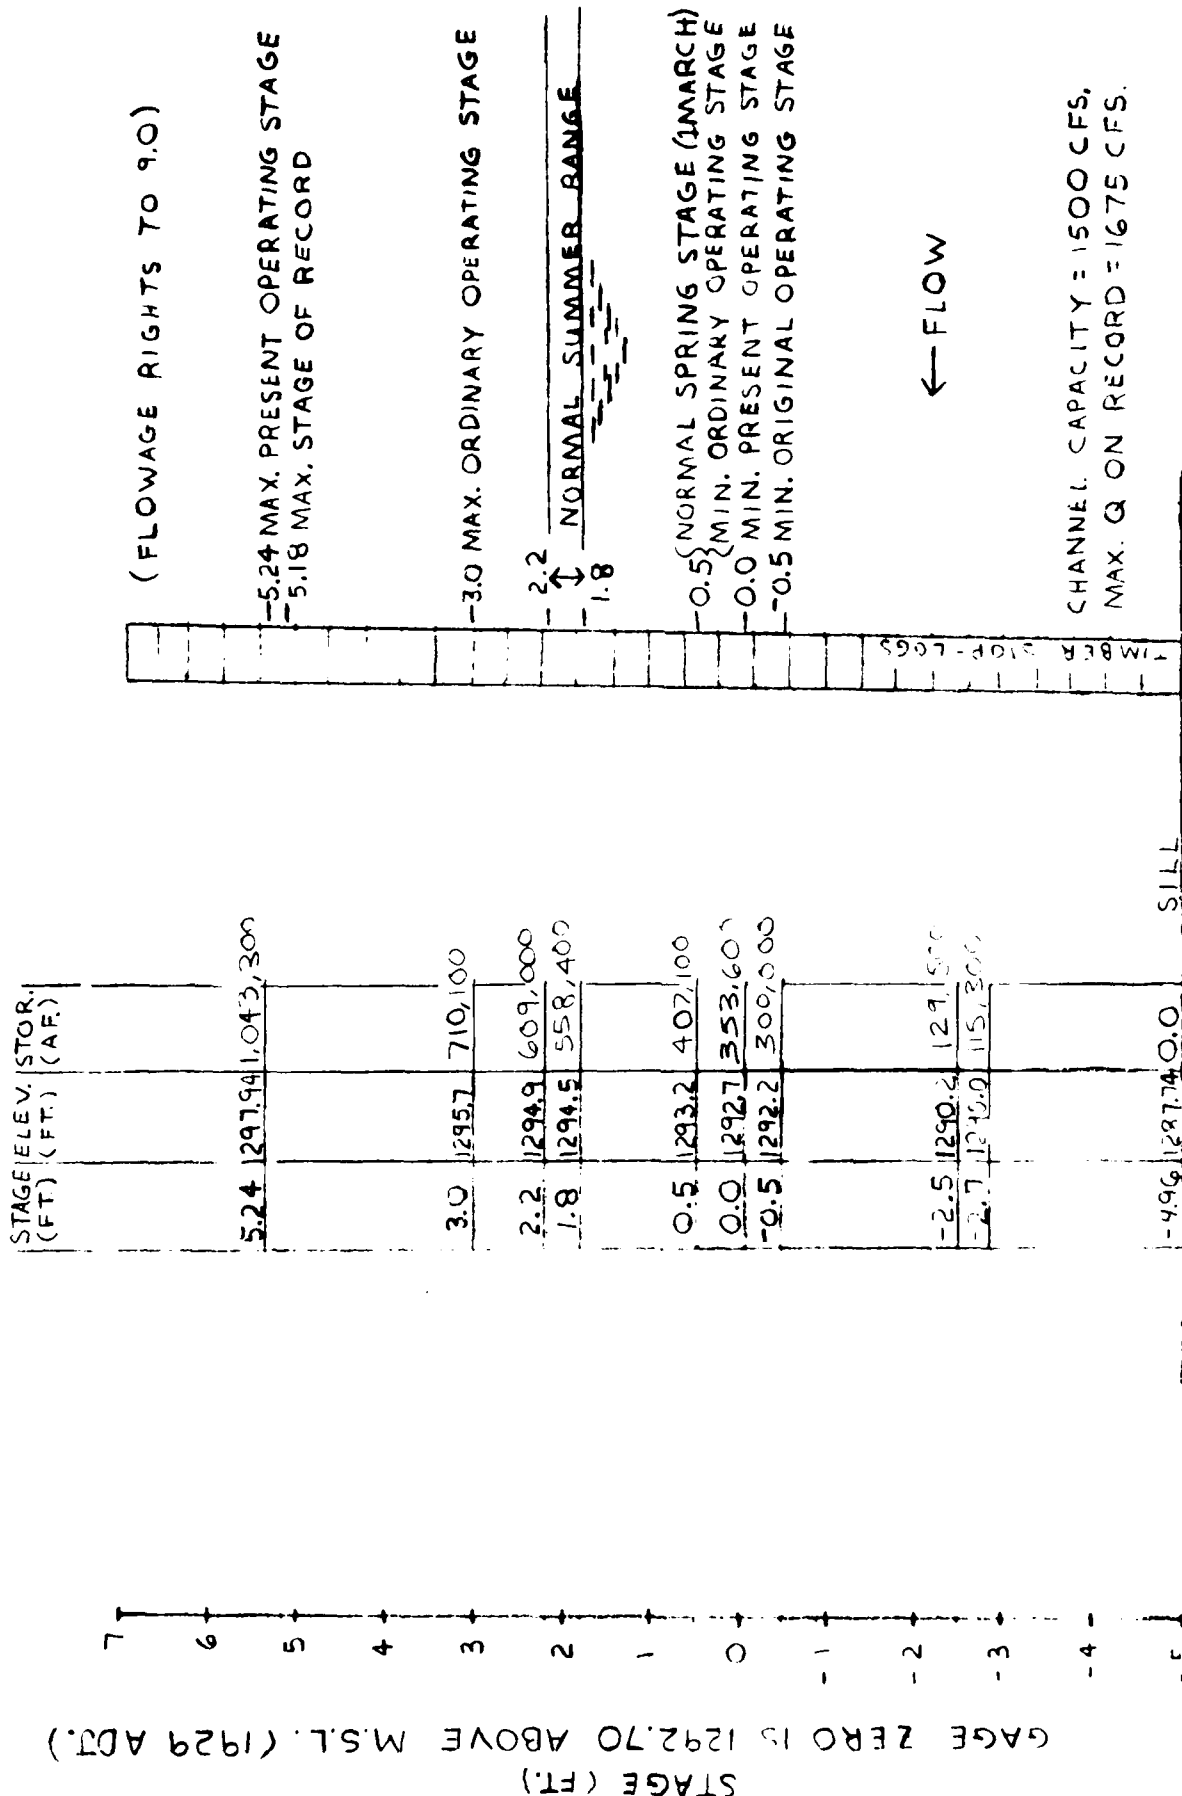 (FLOWAGE RIGHTS TO 9.0)
5.24 MAX. PRESENT OPERATING STAGE
5.18 MAX. STAGE OF RECORD
3.0 MAX. ORDINARY OPERATING STAGE
2.2
NORMAL SUMMER RANGE
1.8
0.5 { NORMAL SPRING STAGE (1MARCH)
{ MIN. ORDINARY OPERATING STAGE
0.0 MIN. PRESENT OPERATING STAGE
-0.5 MIN. ORIGINAL OPERATING STAGE
← FLOW
CHANNEL CAPACITY = 1500 CFS,
MAX. Q ON RECORD = 1675 CFS.
TIMBER STOP-LOGS
STAGE ELEV. STOR.
(FT.) (FT.) (AF.)
5.24 1297.94 1,043,300
3.0 1295.7 710,100
2.2 1294.9 609,000
1.8 1294.5 558,400
0.5 1293.2 407,100
0.0 1292.7 353,600
-0.5 1292.2 300,000
-2.5 1290.2
-2.7 115,300
-4.96 1287.74 0.0
SILL
7
6
5
4
3
2
1
0
-1
-2
-3
-4
-5
STAGE (FT.)
GAGE ZERO IS 1292.70 ABOVE M.S.L. (1929 ADJ.)